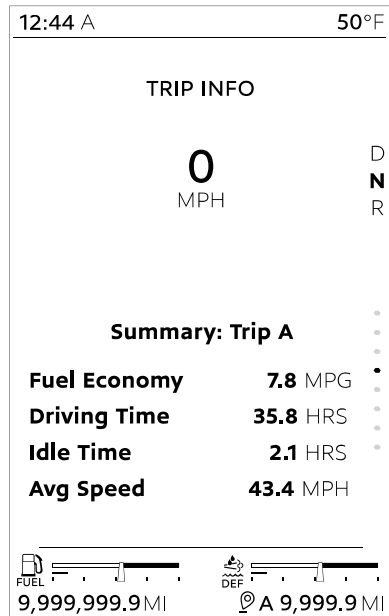 12:44 A 50°F
TRIP INFO
0
MPH
D
N
R
Summary: Trip A
Fuel Economy 7.8 MPG
Driving Time 35.8 HRS
Idle Time 2.1 HRS
Avg Speed 43.4 MPH
FUEL DEF
9,999,999.9 MI A 9,999.9 MI